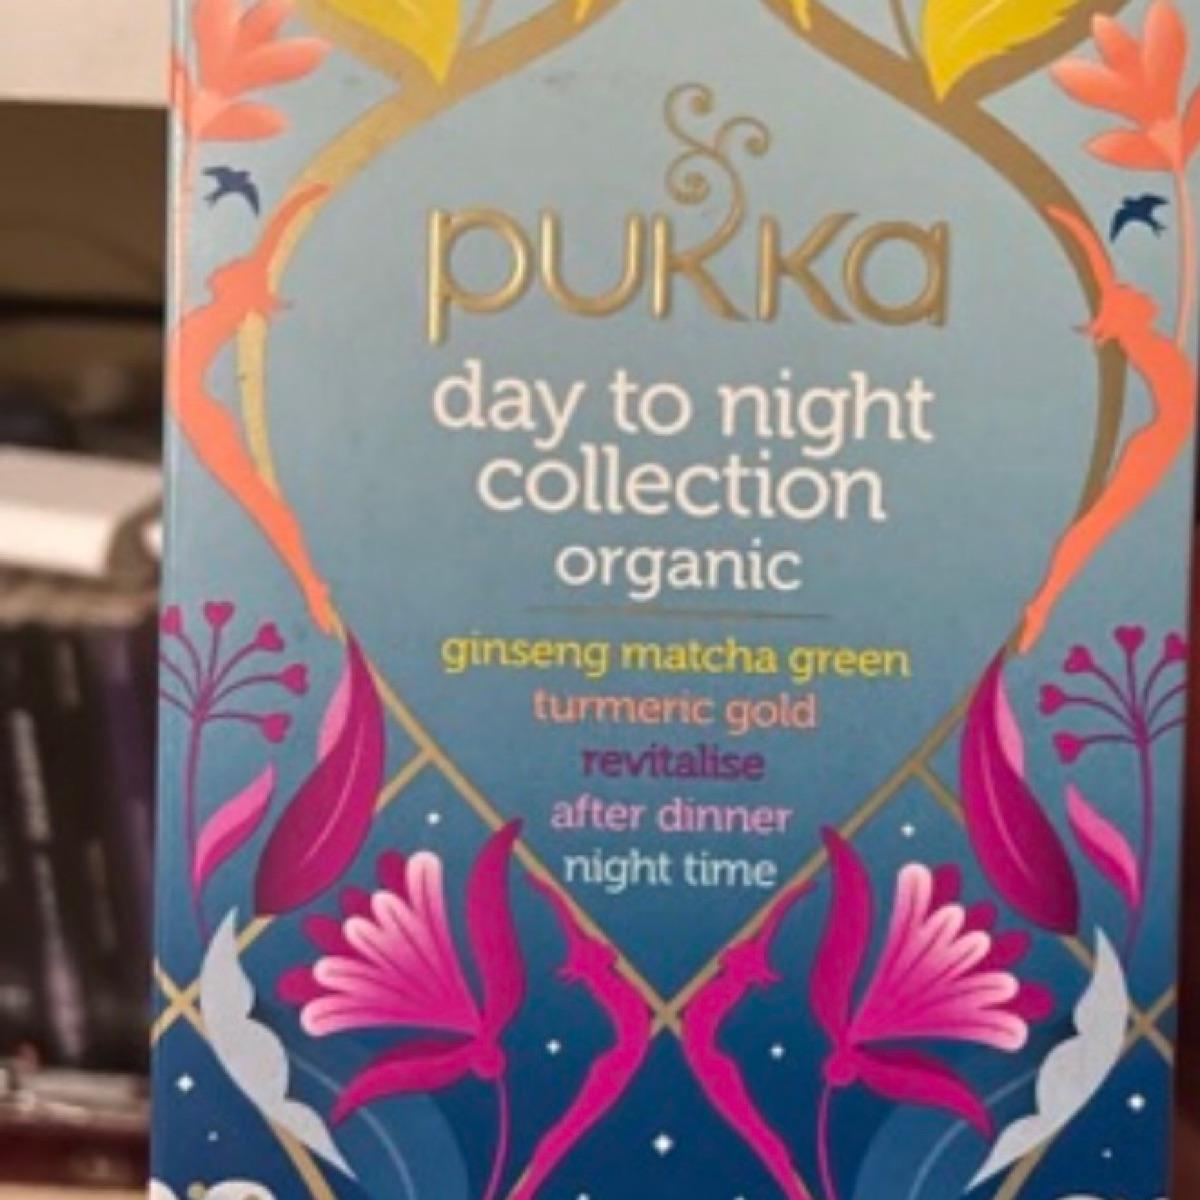 pukka
day to night
collection
organic
ginseng matcha green
turmeric gold
revitalise
after dinner
night time